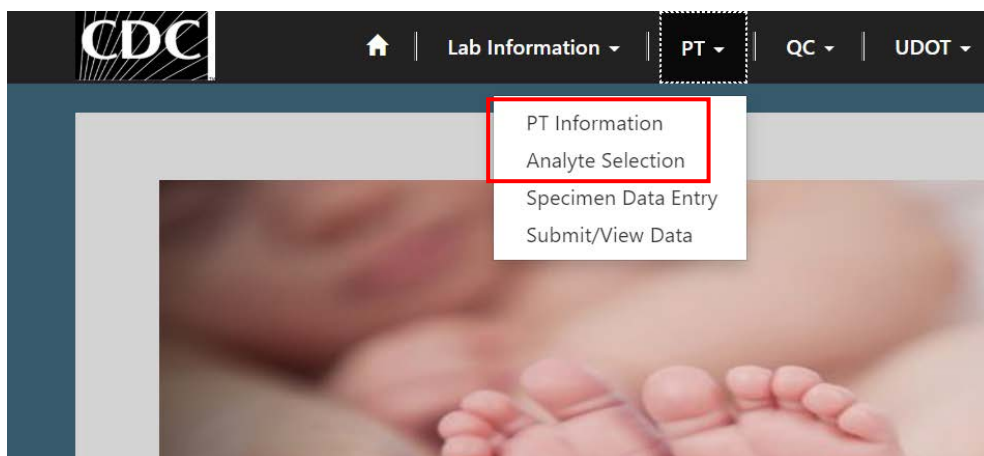 CDC
Lab Information PT QC UDOT
PT Information
Analyte Selection
Specimen Data Entry
Submit/View Data